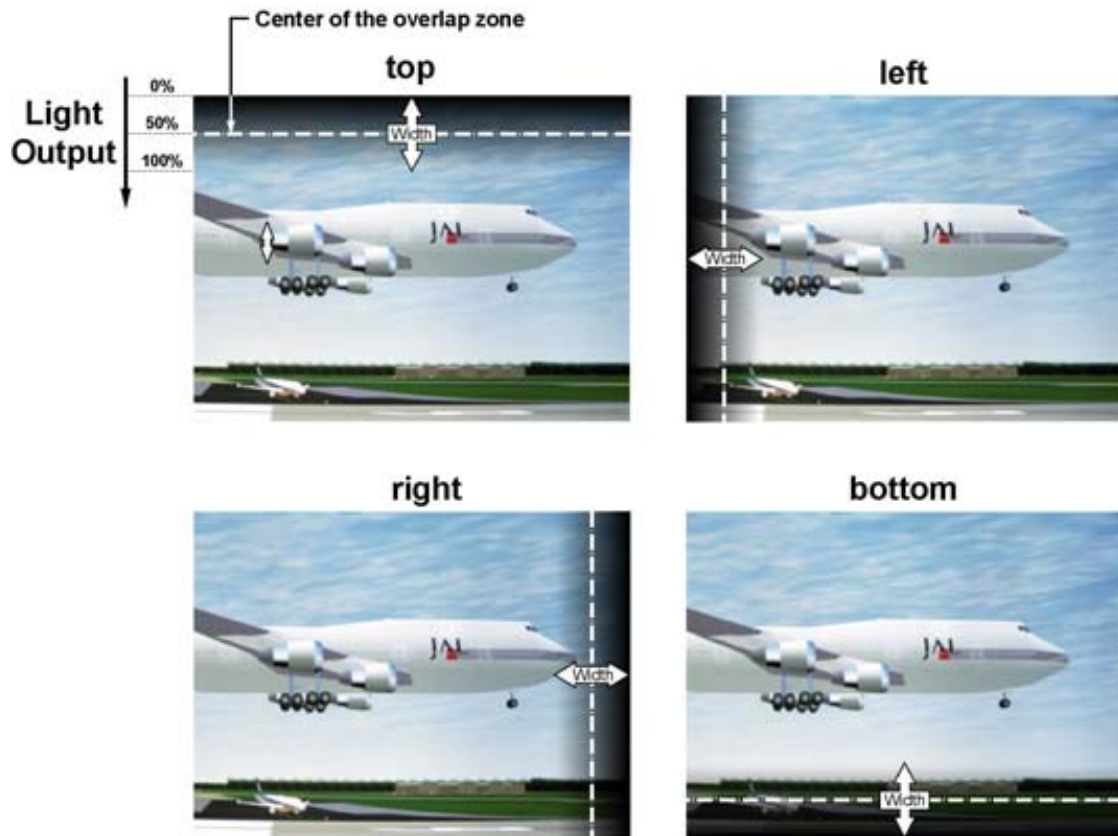 Center of the overlap zone
top
left
0%
Light
Output
50%
100%
Width
JAL
Width
JAL
right
bottom
JAL
Width
JAL
Width